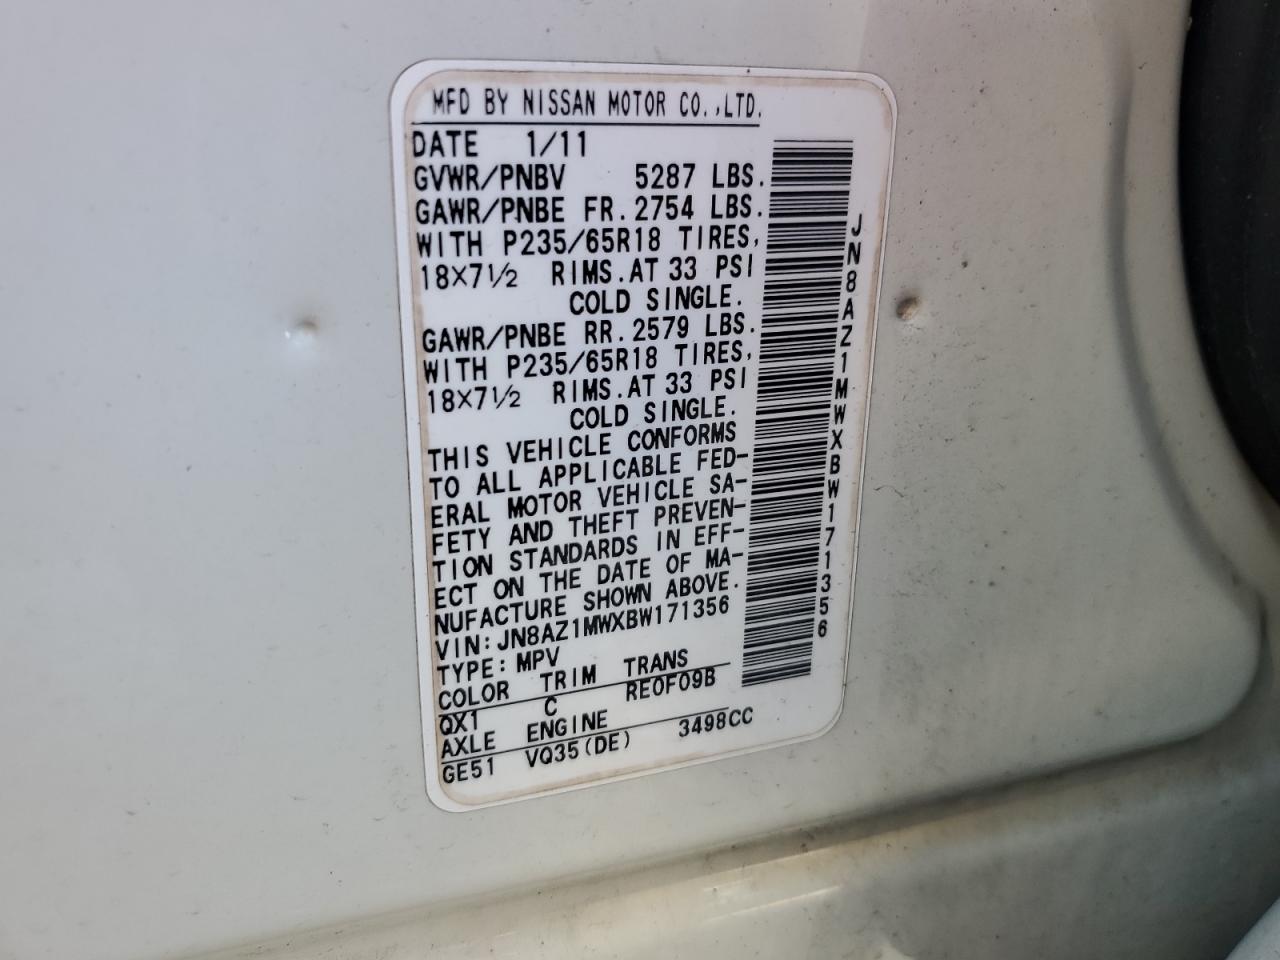 MFD BY NISSAN MOTOR CO.,LTD.
DATE 1/11
GVWR/PNBV 5287 LBS.
GAWR/PNBE FR. 2754 LBS.
WITH P235/65R18 TIRES,
18X7½ RIMS. AT 33 PSI
COLD SINGLE.
GAWR/PNBE RR. 2579 LBS.
WITH P235/65R18 TIRES,
18X7½ RIMS. AT 33 PSI
COLD SINGLE.
THIS VEHICLE CONFORMS
TO ALL APPLICABLE FED-
ERAL MOTOR VEHICLE SA-
FETY AND THEFT PREVEN-
TION STANDARDS IN EFF-
ECT ON THE DATE OF MA-
NUFACTURE SHOWN ABOVE.
VIN: JN8AZ1MWXBW171356
TYPE: MPV
COLOR TRIM TRANS
QX1 C RE0F09B
AXLE ENGINE
GE51 VQ35(DE) 3498CC
JN8AZ1MWXBW171356